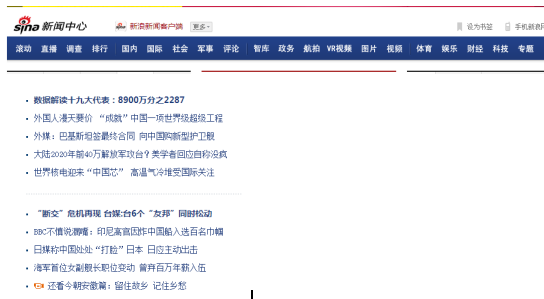 sina 新闻中心 新浪新闻客户端 更多 设为书签 手机新浪网
滚动 直播 调查 排行 国内 国际 社会 军事 评论 智库 政务 航拍 VR视频 图片 视频 体育 娱乐 财经 科技 专题
数据解读十九大代表：8900万分之2287
外国人漫天要价 “成就”中国一项世界级超级工程
外媒：巴基斯坦签最终合同 向中国购新型护卫舰
大陆2020年前40万解放军攻台？美学者回应自称没疯
世界核电迎来“中国芯” 高温气冷堆受国际关注
“断交”危机再现 台媒:台6个“友邦”同时松动
BBC不慎说漏嘴：印尼高官因炸中国船入选百名巾帼
日媒称中国处处“打脸”日本 日应主动出击
海军首位女副舰长职位变动 曾弃百万年薪入伍
还看今朝安徽篇：留住故乡 记住乡愁